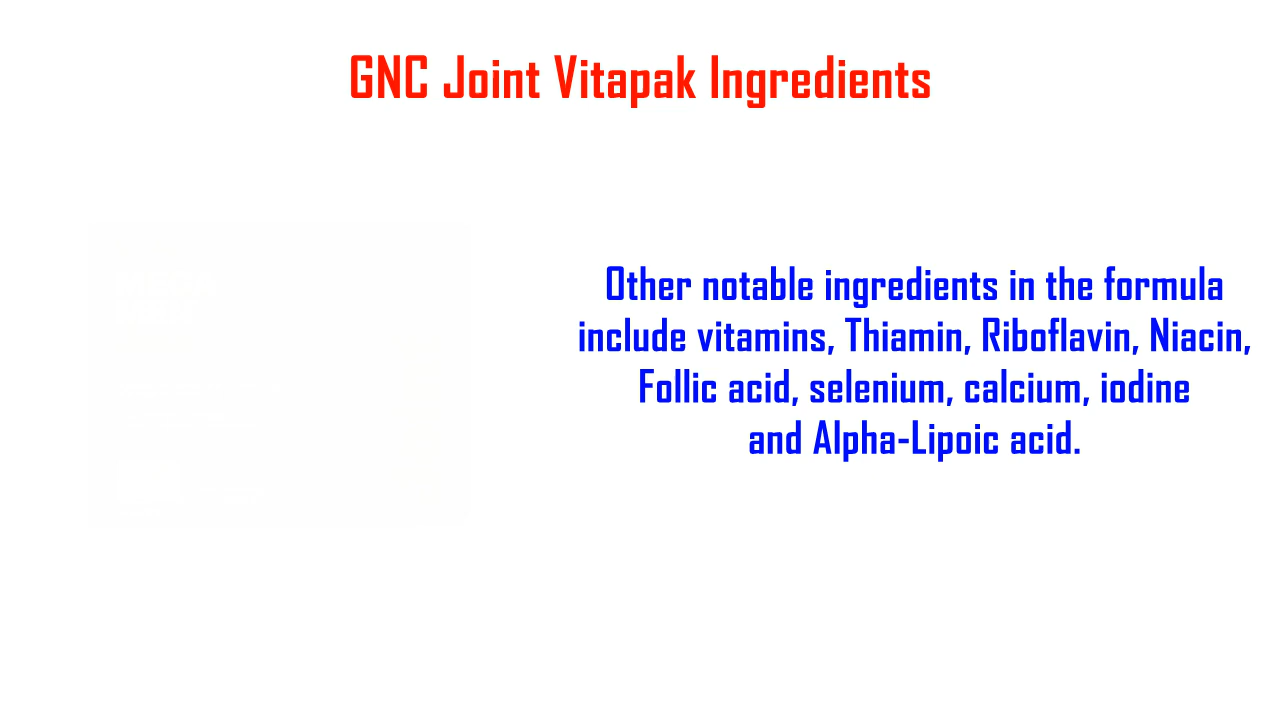 GNC Joint Vitapak Ingredients
Other notable ingredients in the formula
include vitamins, Thiamin, Riboflavin, Niacin,
Follic acid, selenium, calcium, iodine
and Alpha-Lipoic acid.